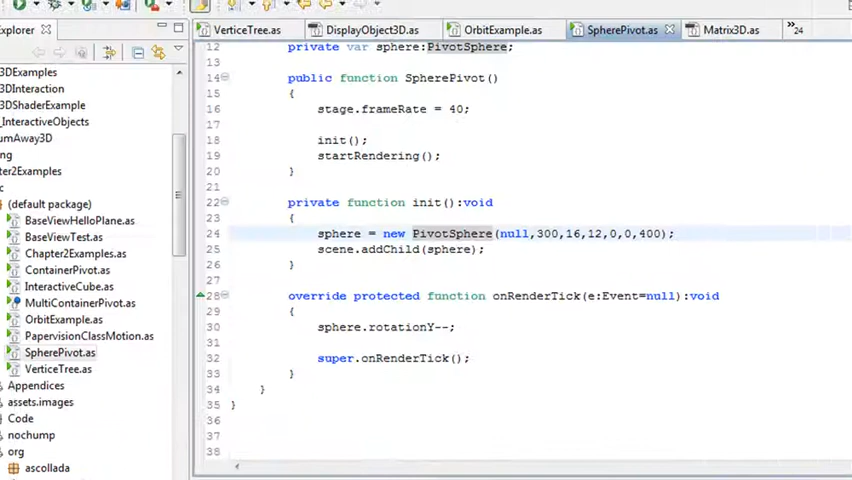 VerticeTree.as
DisplayObject3D.as
OrbitExample.as
SpherePivot.as
Matrix3D.as
24
Explorer
3DExamples
3DInteraction
3DShaderExample
_InteractiveObjects
umAway3D
ng
ter2Examples
c
(default package)
BaseViewHelloPlane.as
BaseViewTest.as
Chapter2Examples.as
ContainerPivot.as
InteractiveCube.as
MultiContainerPivot.as
OrbitExample.as
PapervisionClassMotion.as
SpherePivot.as
VerticeTree.as
Appendices
assets.images
Code
nochump
org
ascollada
12 private var sphere:PivotSphere;
13
14 public function SpherePivot()
15 {
16 stage.frameRate = 40;
17
18 init();
19 startRendering();
20 }
21
22 private function init():void
23 {
24 sphere = new PivotSphere(null,300,16,12,0,0,400);
25 scene.addChild(sphere);
26 }
27
28 override protected function onRenderTick(e:Event=null):void
29 {
30 sphere.rotationY--;
31
32 super.onRenderTick();
33 }
34 }
35 }
36
37
38